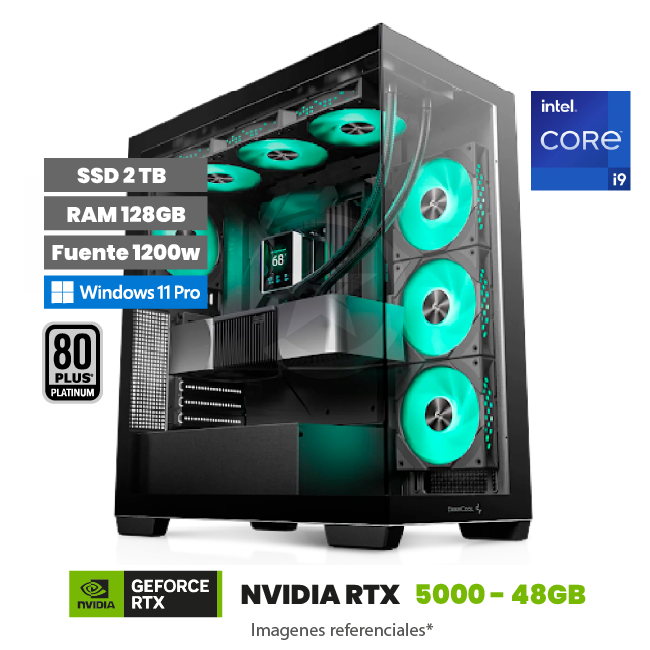 intel.
CORE
i9
SSD 2 TB
RAM 128GB
Fuente 1200w
Windows 11 Pro
68°
80
PLUS®
PLATINUM
DEEPCOOL
NVIDIA
GEFORCE
RTX
NVIDIA RTX 5000 - 48GB
Imagenes referenciales*